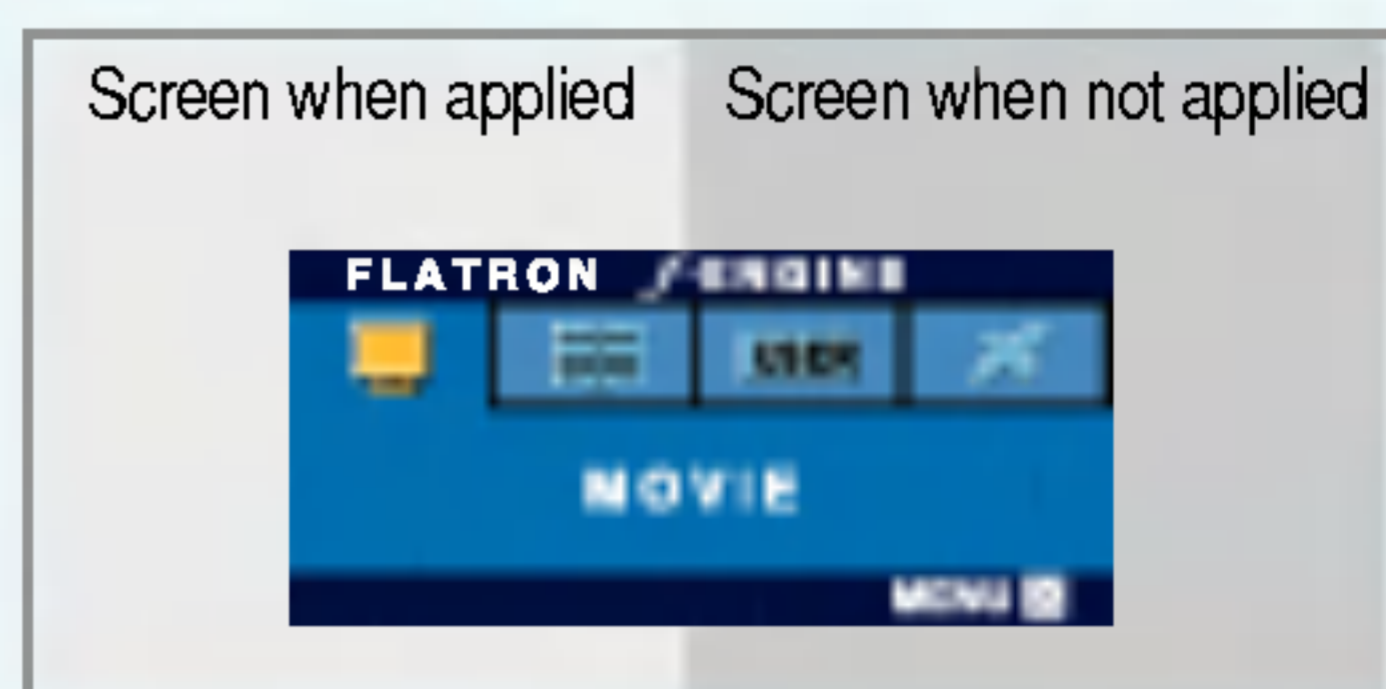 Screen when applied
Screen when not applied
FLATRON f-ENGINE
USER
MOVIE
MENU